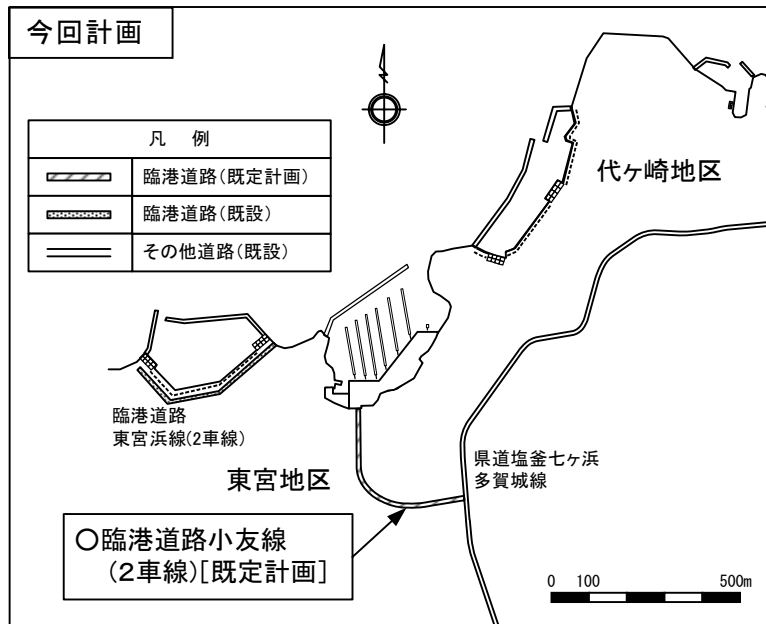 今回計画
凡 例
臨港道路(既定計画)
臨港道路(既設)
その他道路(既設)
代ヶ崎地区
臨港道路
東宮浜線(2車線)
東宮地区
県道塩釜七ヶ浜
多賀城線
○臨港道路小友線
(2車線)[既定計画]
0 100 500m